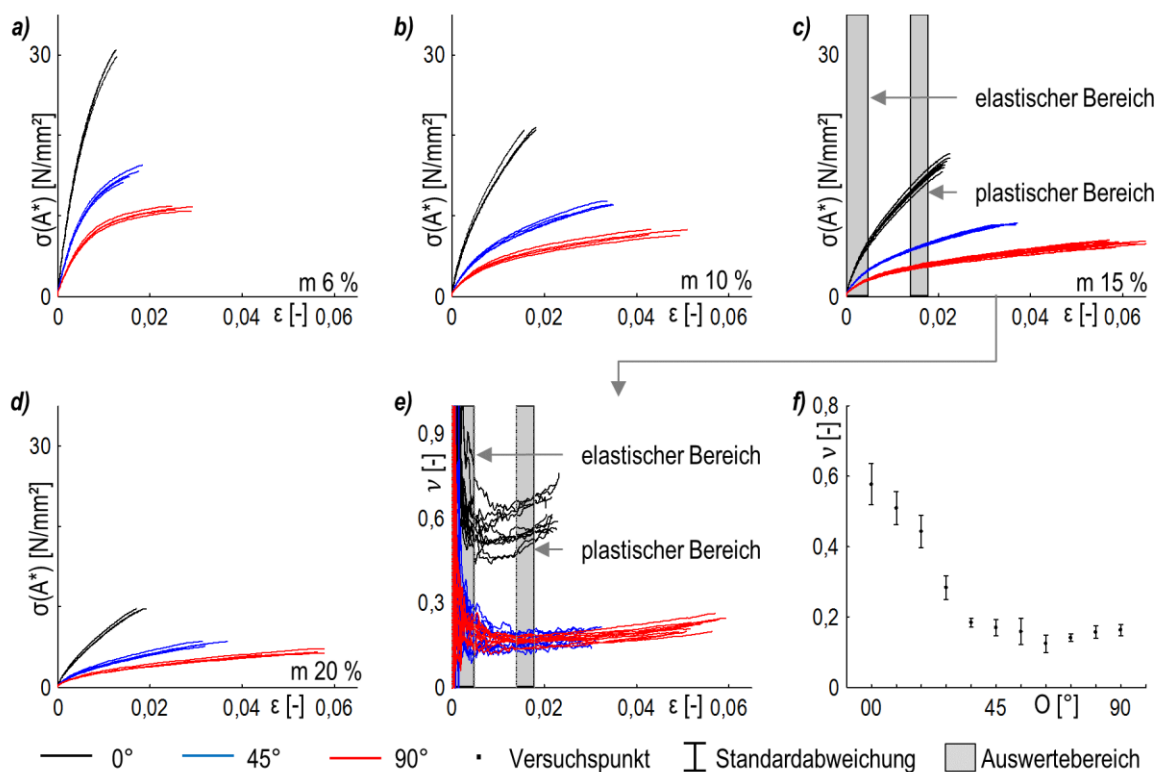 a)
30
σ(A*) [N/mm²]
0
m 6 %
0 0,02 0,04 ε [-] 0,06
b)
30
σ(A*) [N/mm²]
0
m 10 %
0 0,02 0,04 ε [-] 0,06
c)
30
σ(A*) [N/mm²]
0
elastischer Bereich
plastischer Bereich
m 15 %
0 0,02 0,04 ε [-] 0,06
d)
30
σ(A*) [N/mm²]
0
m 20 %
0 0,02 0,04 ε [-] 0,06
e)
0,9
ν [-]
0,6
0,3
0
elastischer Bereich
plastischer Bereich
0 0,02 0,04 ε [-] 0,06
f)
0,8
ν [-]
0,6
0,4
0,2
0
00 45 O [°] 90
0° 45° 90° Versuchspunkt Standardabweichung Auswertebereich